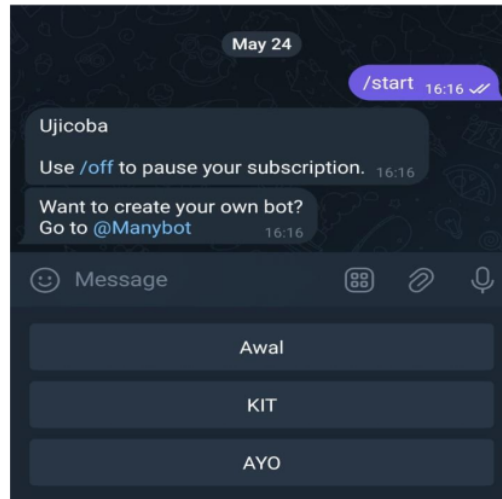 May 24
/start 16:16
Ujicoba
Use /off to pause your subscription. 16:16
Want to create your own bot?
Go to @Manybot 16:16
Message
Awal
KIT
AYO